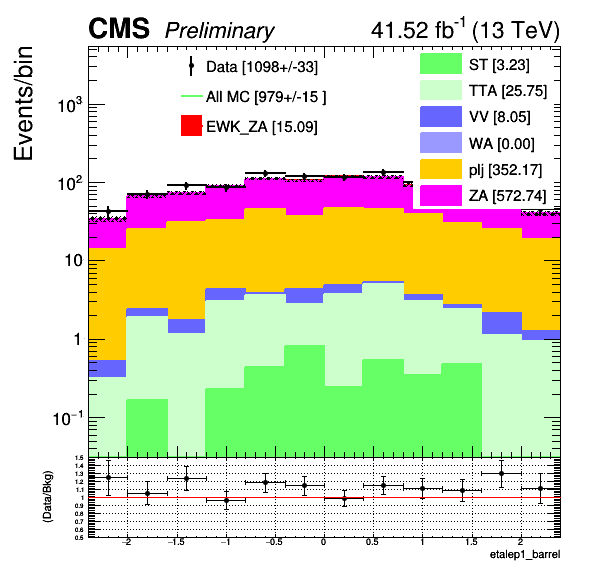 CMS Preliminary 41.52 fb⁻¹ (13 TeV)
Events/bin
Data [1098+/-33]
All MC [979+/-15 ]
EWK_ZA [15.09]
ST [3.23]
TTA [25.75]
VV [8.05]
WA [0.00]
plj [352.17]
ZA [572.74]
10³
10²
10
1
10⁻¹
(Data/Bkg)
1.5
1.4
1.3
1.2
1.1
1
0.9
0.8
0.7
0.6
0.5
−2 −1.5 −1 −0.5 0 0.5 1 1.5 2
etalep1_barrel